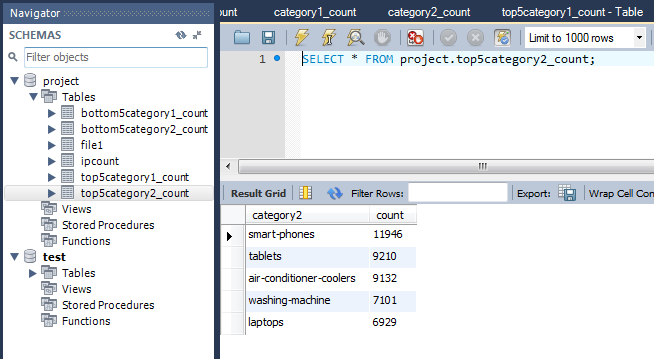 Navigator
SCHEMAS
Filter objects
project
Tables
bottom5category1_count
bottom5category2_count
file1
ipcount
top5category1_count
top5category2_count
Views
Stored Procedures
Functions
test
Tables
Views
Stored Procedures
Functions
ount category1_count category2_count top5category1_count - Table
Limit to 1000 rows
1 SELECT * FROM project.top5category2_count;
Result Grid Filter Rows: Export: Wrap Cell Con
category2 count
smart-phones 11946
tablets 9210
air-conditioner-coolers 9132
washing-machine 7101
laptops 6929